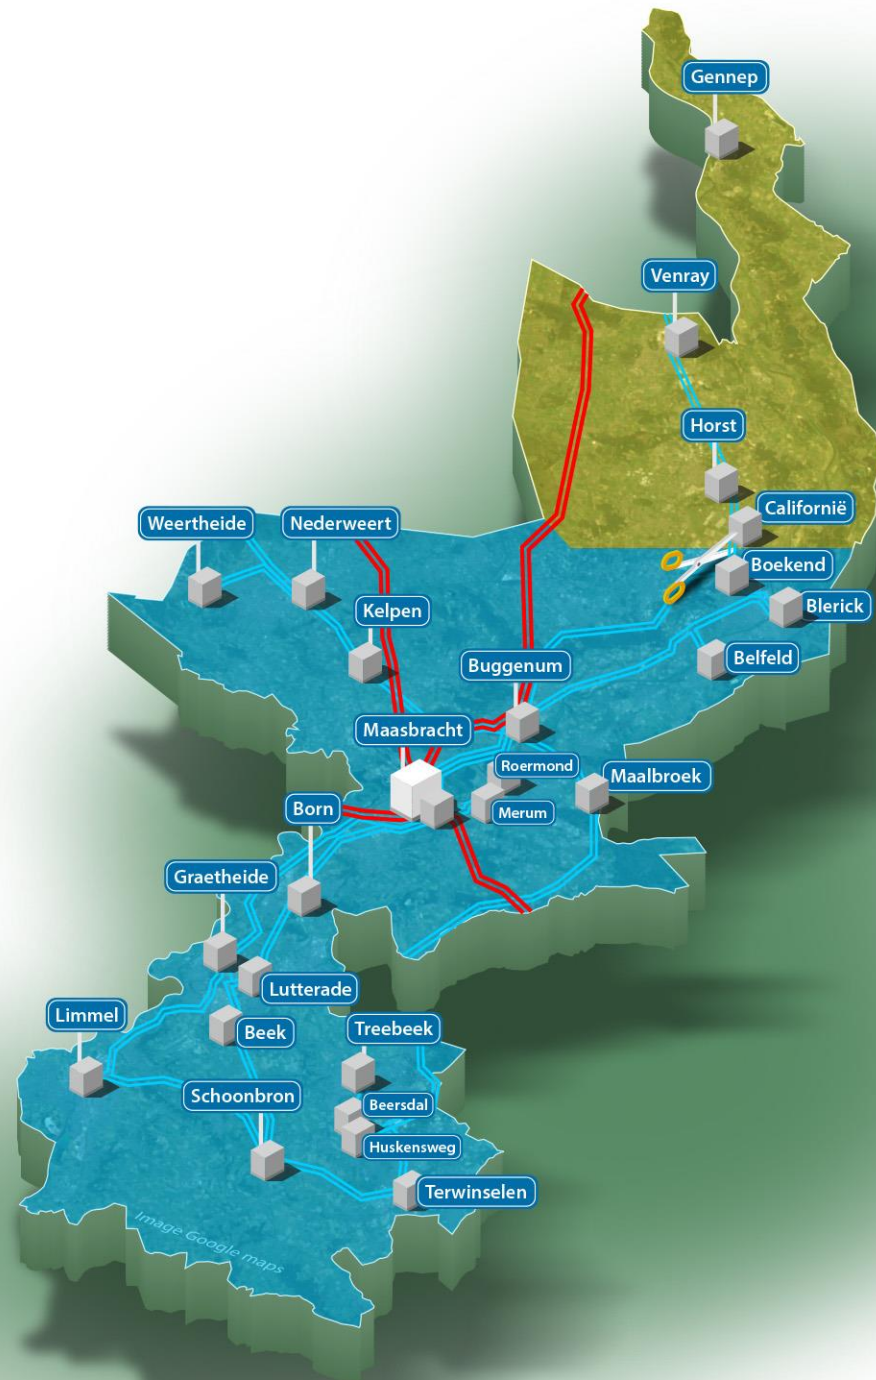 Gennep
Venray
Horst
Californië
Weertheide
Nederweert
Boekend
Kelpen
Blerick
Buggenum
Belfeld
Maasbracht
Roermond
Maalbroek
Born
Merum
Graetheide
Lutterade
Limmel
Beek
Treebeek
Schoonbron
Beersdal
Huskensweg
Terwinselen
Image Google maps